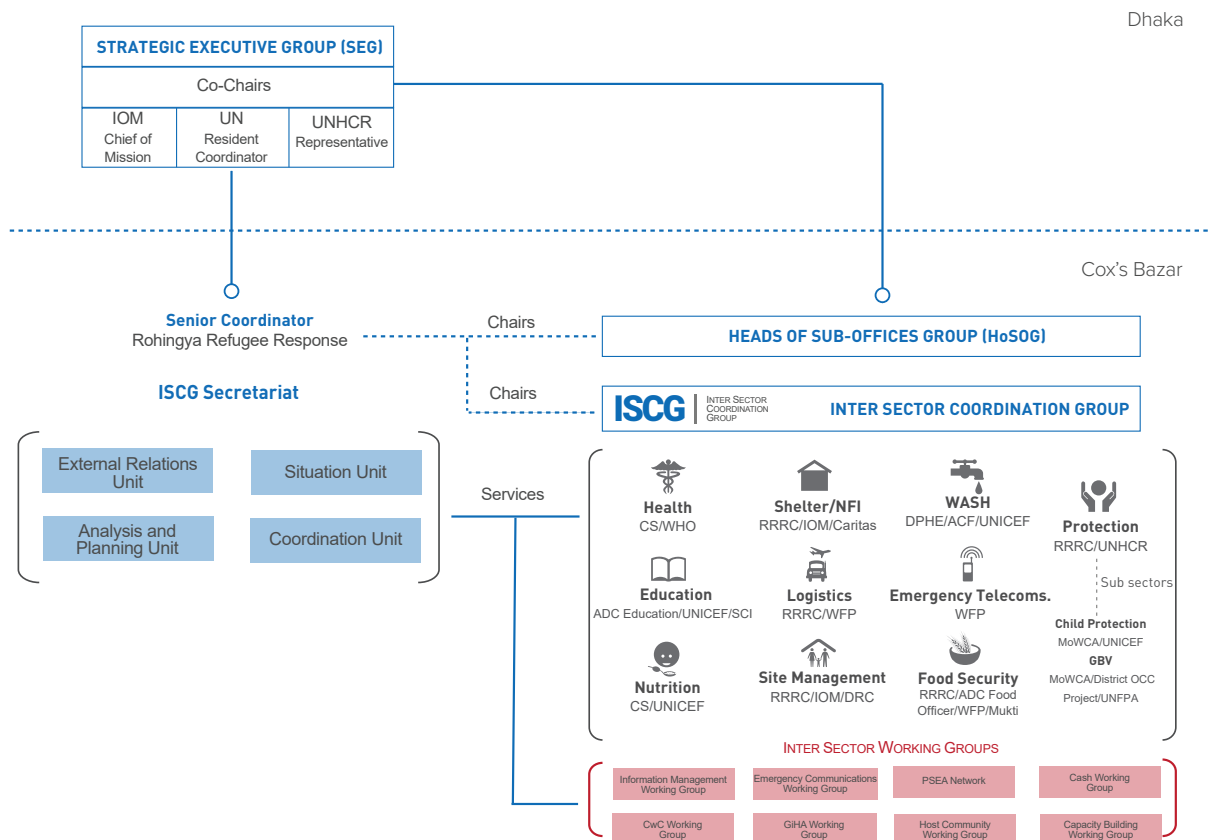 Dhaka
STRATEGIC EXECUTIVE GROUP (SEG)
Co-Chairs
IOM
Chief of
Mission
UN
Resident
Coordinator
UNHCR
Representative
Cox's Bazar
Senior Coordinator
Rohingya Refugee Response
Chairs
HEADS OF SUB-OFFICES GROUP (HoSOG)
ISCG Secretariat
Chairs
ISCG
INTER SECTOR
COORDINATION
GROUP
INTER SECTOR COORDINATION GROUP
External Relations
Unit
Situation Unit
Analysis and
Planning Unit
Coordination Unit
Services
Health
CS/WHO
Shelter/NFI
RRRC/IOM/Caritas
WASH
DPHE/ACF/UNICEF
Protection
RRRC/UNHCR
Sub sectors
Child Protection
MoWCA/UNICEF
GBV
MoWCA/District OCC
Project/UNFPA
Education
ADC Education/UNICEF/SCI
Logistics
RRRC/WFP
Emergency Telecoms.
WFP
Nutrition
CS/UNICEF
Site Management
RRRC/IOM/DRC
Food Security
RRRC/ADC Food
Officer/WFP/Mukti
INTER SECTOR WORKING GROUPS
Information Management
Working Group
Emergency Communications
Working Group
PSEA Network
Cash Working
Group
CwC Working
Group
GiHA Working
Group
Host Community
Working Group
Capacity Building
Working Group